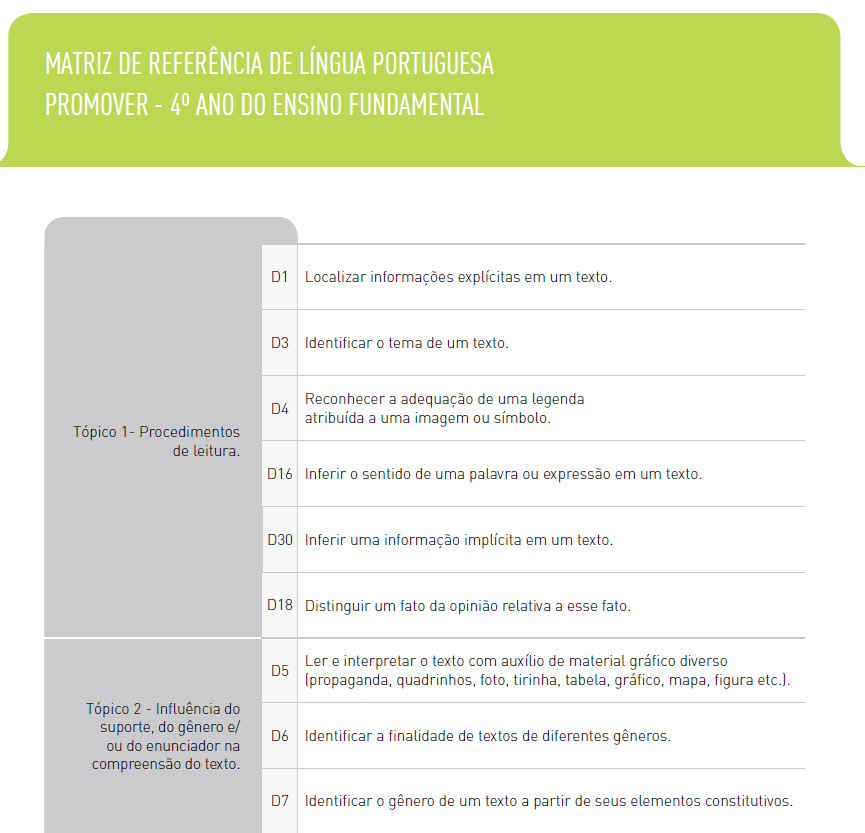 MATRIZ DE REFERÊNCIA DE LÍNGUA PORTUGUESA
PROMOVER - 4º ANO DO ENSINO FUNDAMENTAL
Tópico 1- Procedimentos
de leitura.
D1 Localizar informações explícitas em um texto.
D3 Identificar o tema de um texto.
D4 Reconhecer a adequação de uma legenda
atribuída a uma imagem ou símbolo.
D16 Inferir o sentido de uma palavra ou expressão em um texto.
D30 Inferir uma informação implícita em um texto.
D18 Distinguir um fato da opinião relativa a esse fato.
Tópico 2 - Influência do
suporte, do gênero e/
ou do enunciador na
compreensão do texto.
D5 Ler e interpretar o texto com auxílio de material gráfico diverso
(propaganda, quadrinhos, foto, tirinha, tabela, gráfico, mapa, figura etc.).
D6 Identificar a finalidade de textos de diferentes gêneros.
D7 Identificar o gênero de um texto a partir de seus elementos constitutivos.